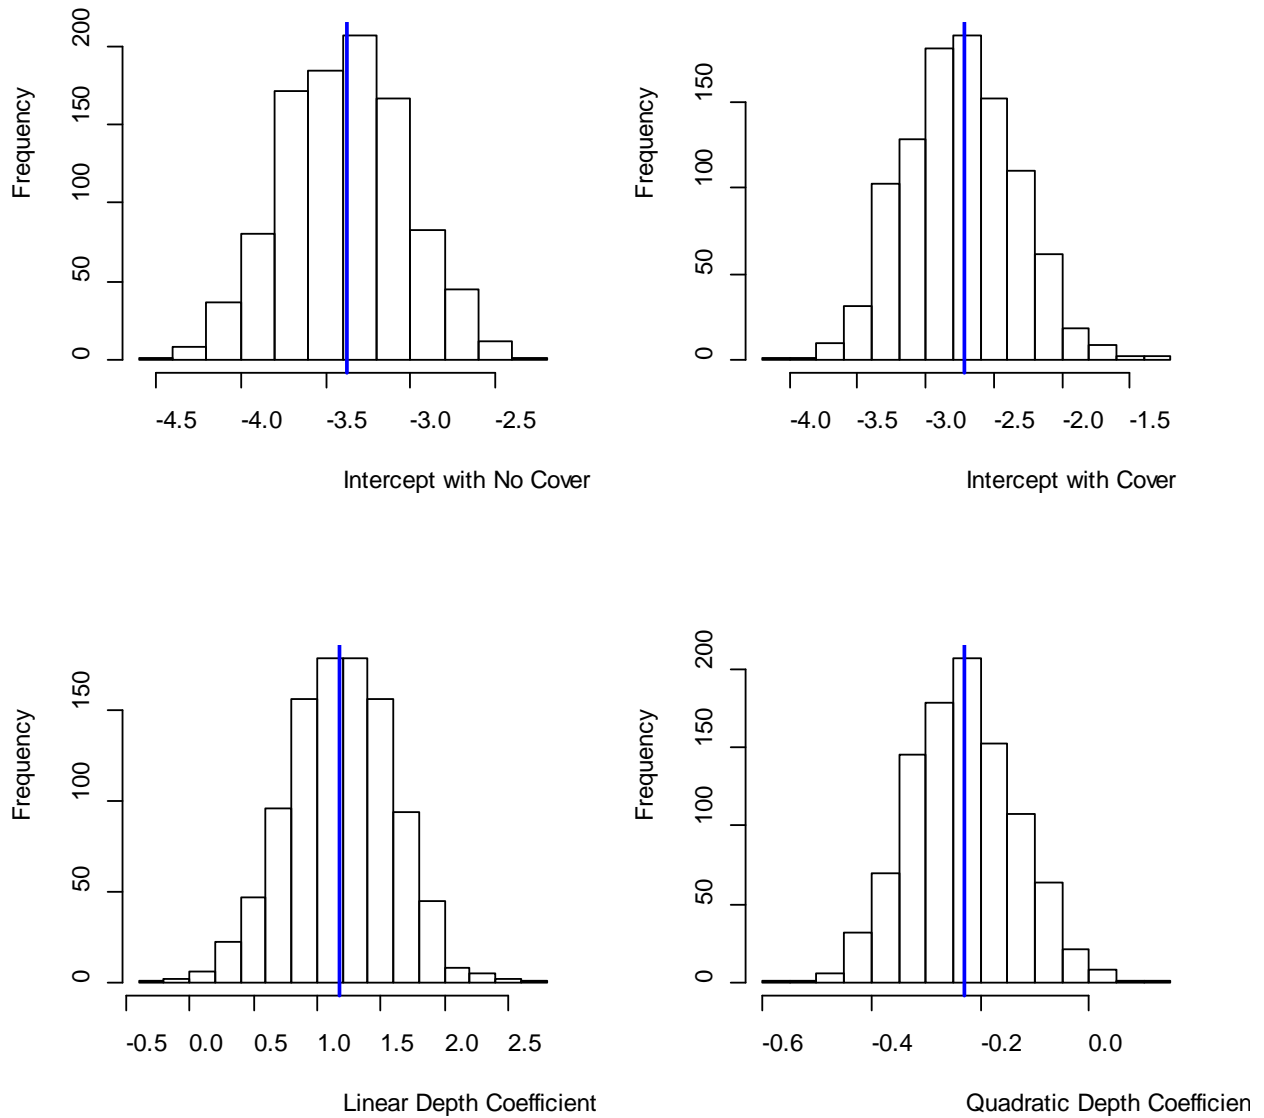 Frequency
200
150
100
50
0
-4.5 -4.0 -3.5 -3.0 -2.5
Intercept with No Cover
Frequency
150
100
50
0
-4.0 -3.5 -3.0 -2.5 -2.0 -1.5
Intercept with Cover
Frequency
150
100
50
0
-0.5 0.0 0.5 1.0 1.5 2.0 2.5
Linear Depth Coefficient
Frequency
200
150
100
50
0
-0.6 -0.4 -0.2 0.0
Quadratic Depth Coefficien